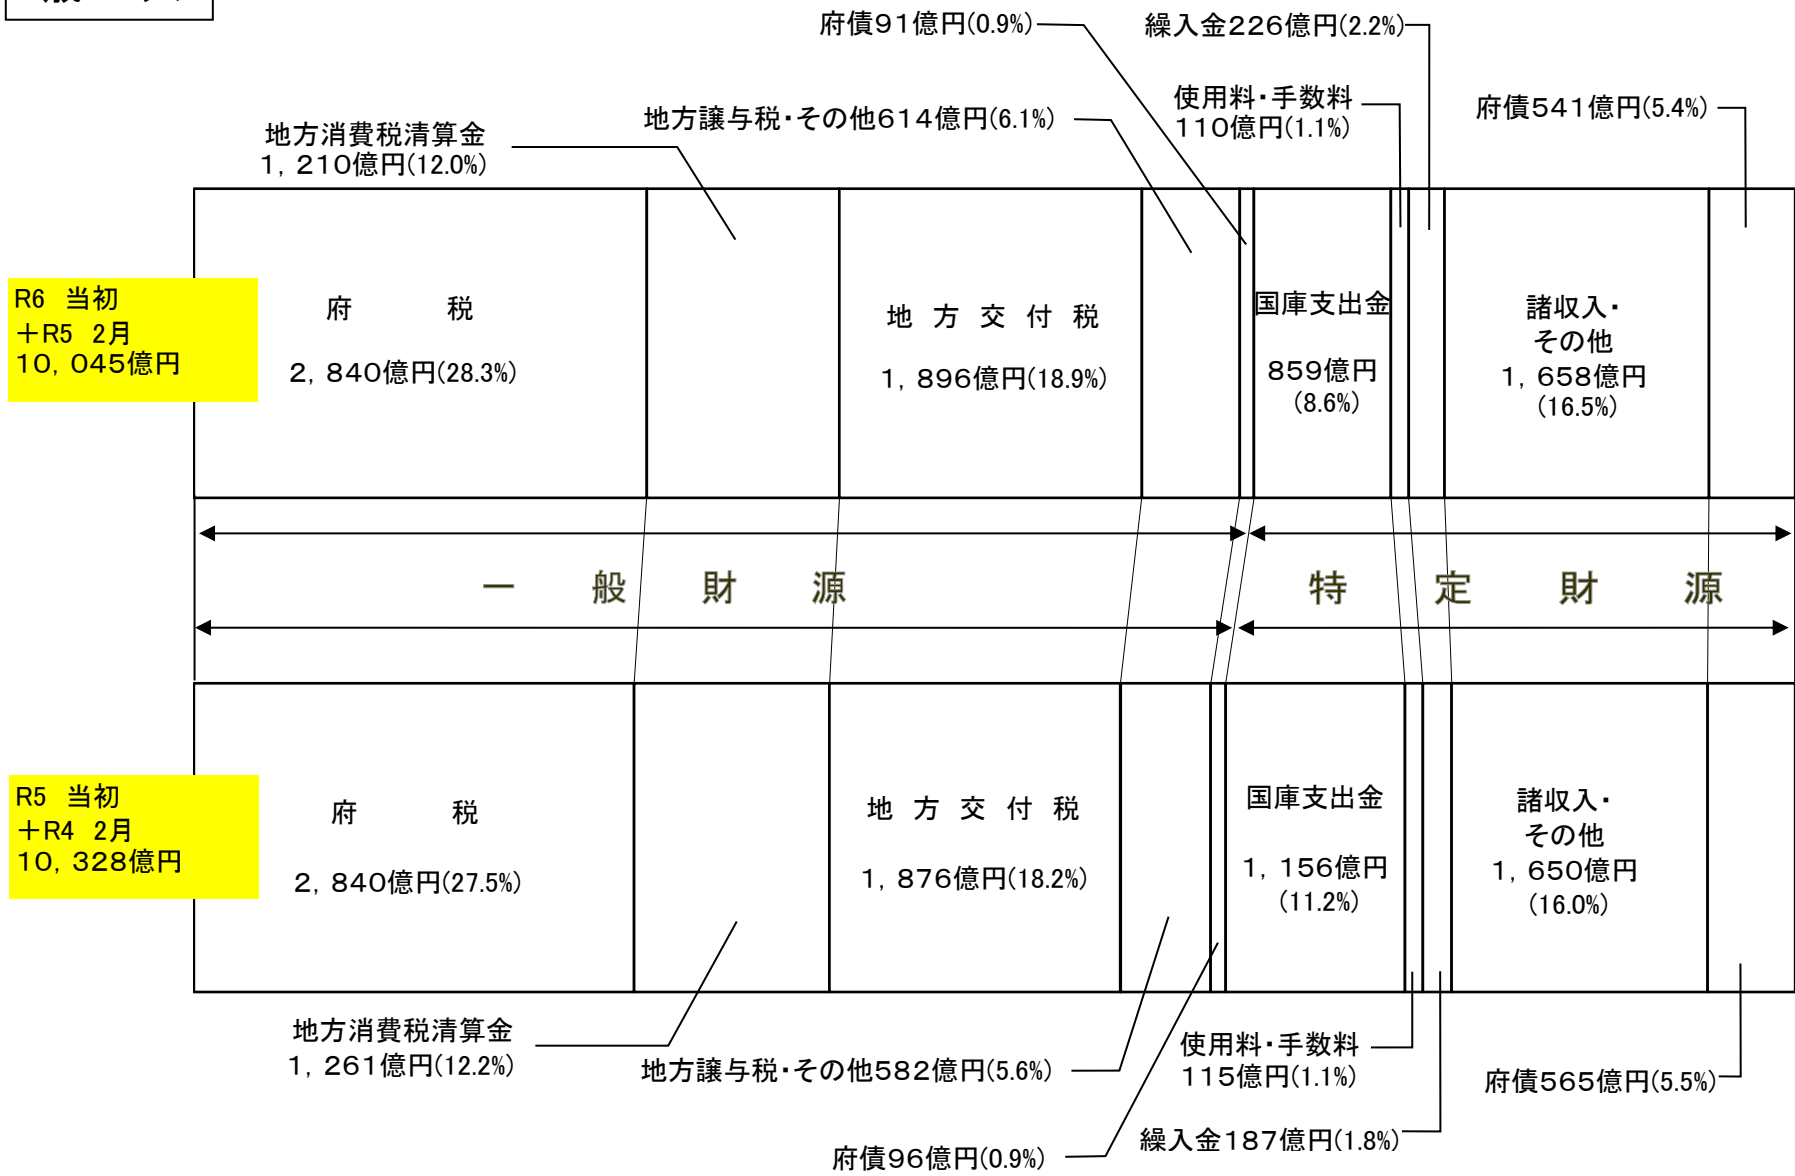 府債91億円(0.9%)
繰入金226億円(2.2%)
使用料・手数料
110億円(1.1%)
府債541億円(5.4%)
地方譲与税・その他614億円(6.1%)
地方消費税清算金
1,210億円(12.0%)
R6 当初
+R5 2月
10,045億円
府 税
2,840億円(28.3%)
地 方 交 付 税
1,896億円(18.9%)
国庫支出金
859億円
(8.6%)
諸収入・
その他
1,658億円
(16.5%)
一 般 財 源
特 定 財 源
R5 当初
+R4 2月
10,328億円
府 税
2,840億円(27.5%)
地 方 交 付 税
1,876億円(18.2%)
国庫支出金
1,156億円
(11.2%)
諸収入・
その他
1,650億円
(16.0%)
地方消費税清算金
1,261億円(12.2%)
地方譲与税・その他582億円(5.6%)
使用料・手数料
115億円(1.1%)
府債565億円(5.5%)
繰入金187億円(1.8%)
府債96億円(0.9%)